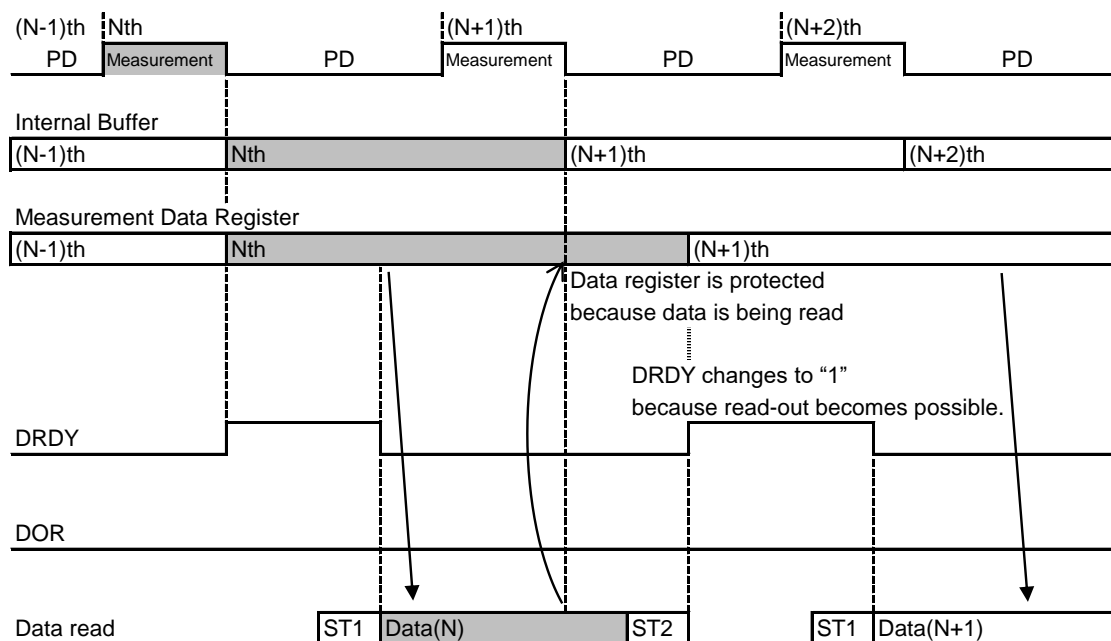 (N-1)th Nth (N+1)th (N+2)th
PD Measurement PD Measurement PD Measurement PD
Internal Buffer
(N-1)th Nth (N+1)th (N+2)th
Measurement Data Register
(N-1)th Nth (N+1)th
Data register is protected
because data is being read
DRDY changes to “1”
because read-out becomes possible.
DRDY
DOR
Data read ST1 Data(N) ST2 ST1 Data(N+1)